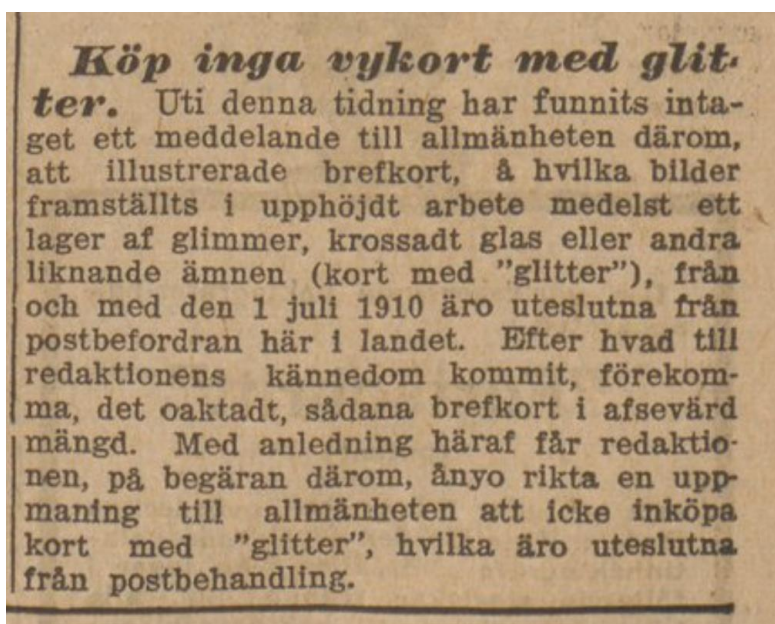 Köp inga vykort med glit-
ter. Uti denna tidning har funnits inta-
get ett meddelande till allmänheten därom,
att illustrerade brefkort, å hvilka bilder
framställts i upphöjdt arbete medelst ett
lager af glimmer, krossadt glas eller andra
liknande ämnen (kort med "glitter"), från
och med den 1 juli 1910 äro uteslutna från
postbefordran här i landet. Efter hvad till
redaktionens kännedom kommit, förekom-
ma, det oaktadt, sådana brefkort i afsevärd
mängd. Med anledning häraf får redaktio-
nen, på begäran därom, ånyo rikta en upp-
maning till allmänheten att icke inköpa
kort med "glitter", hvilka äro uteslutna
från postbehandling.